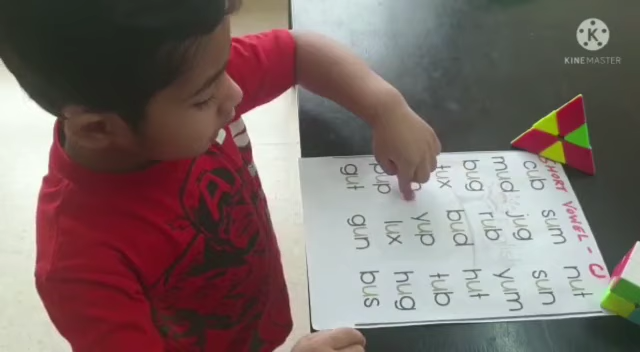 K
KINEMASTER
SHORT VOWEL - U
cub sum nut
mud jug sun
bug rub yum
tux bud hut
yup tub
pup lux hug
gut gun bus